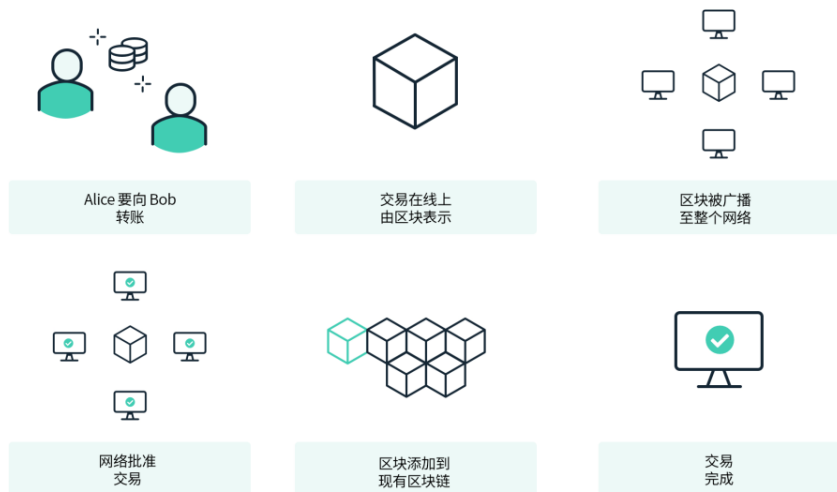 Alice 要向 Bob
转账
交易在线上
由区块表示
区块被广播
至整个网络
网络批准
交易
区块添加到
现有区块链
交易
完成